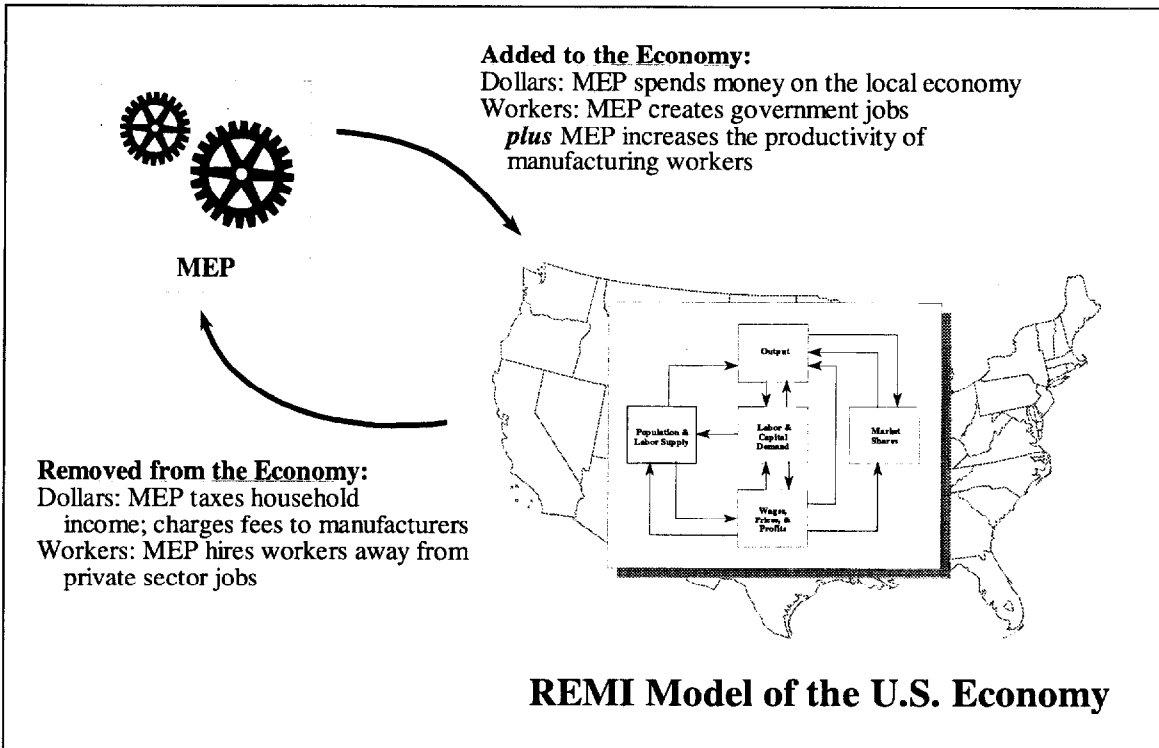 Added to the Economy:
Dollars: MEP spends money on the local economy
Workers: MEP creates government jobs
plus MEP increases the productivity of
manufacturing workers
MEP
Output
Population &
Labor Supply
Labor &
Capital
Demand
Market
Shares
Wages,
Prices, &
Profits
Removed from the Economy:
Dollars: MEP taxes household
income; charges fees to manufacturers
Workers: MEP hires workers away from
private sector jobs
REMI Model of the U.S. Economy